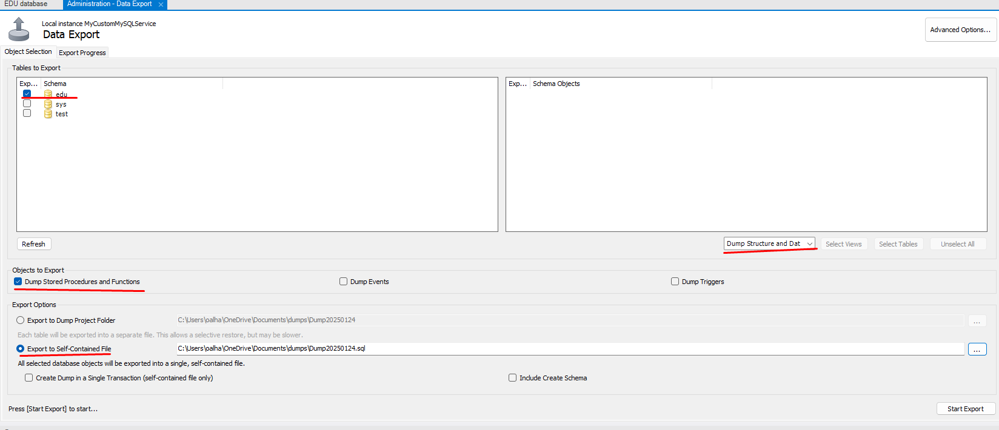 EDU database Administration - Data Export
Local instance MyCustomMySQLService
Data Export
Advanced Options...
Object Selection Export Progress
Tables to Export
Exp... Schema
edu
sys
test
Exp... Schema Objects
Refresh
Dump Structure and Dat
Select Views
Select Tables
Unselect All
Objects to Export
Dump Stored Procedures and Functions
Dump Events
Dump Triggers
Export Options
Export to Dump Project Folder
C:\Users\oalha\OneDrive\Documents\dumps\Dump20250124
...
Each table will be exported into a separate file. This allows a selective restore, but may be slower.
Export to Self-Contained File
C:\Users\oalha\OneDrive\Documents\dumps\Dump20250124.sql
...
All selected database objects will be exported into a single, self-contained file.
Create Dump in a Single Transaction (self-contained file only)
Include Create Schema
Press [Start Export] to start...
Start Export